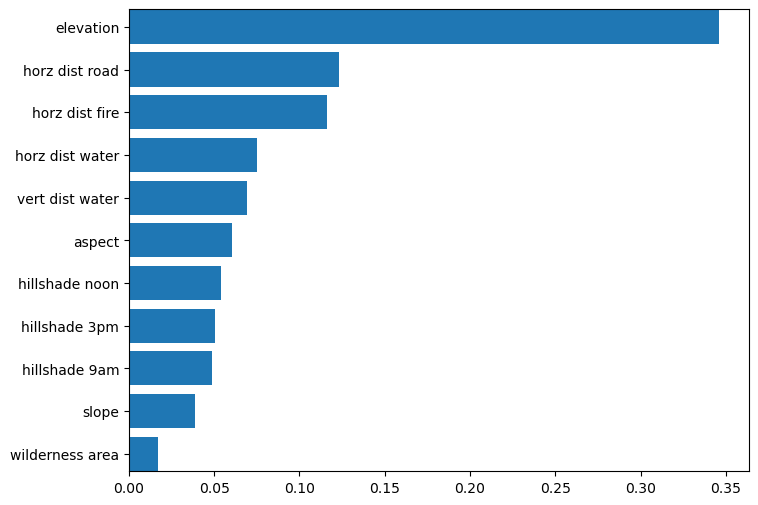 elevation
horz dist road
horz dist fire
horz dist water
vert dist water
aspect
hillshade noon
hillshade 3pm
hillshade 9am
slope
wilderness area
0.00 0.05 0.10 0.15 0.20 0.25 0.30 0.35